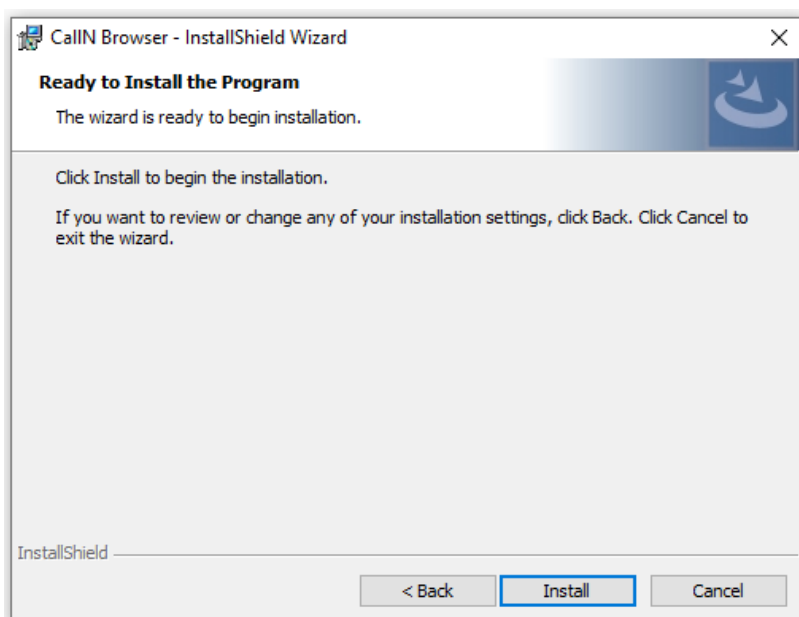 CallN Browser - InstallShield Wizard
Ready to Install the Program
The wizard is ready to begin installation.
Click Install to begin the installation.
If you want to review or change any of your installation settings, click Back. Click Cancel to
exit the wizard.
InstallShield
< Back
Install
Cancel